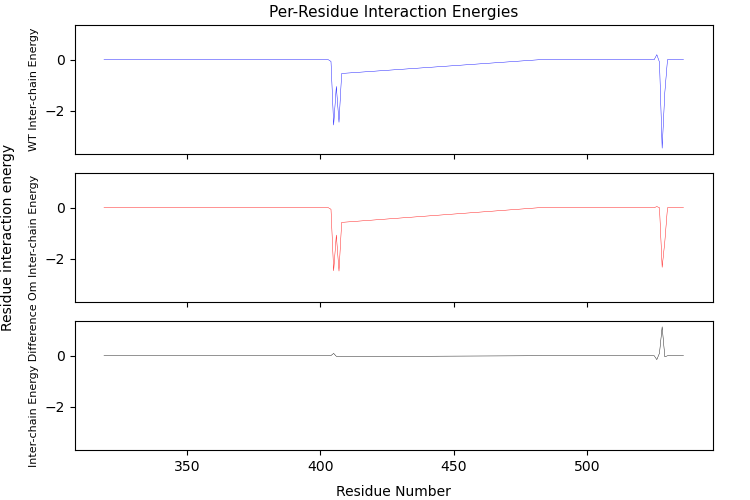 Per-Residue Interaction Energies
Residue interaction energy
WT Inter-chain Energy
0
−2
Om Inter-chain Energy
0
−2
Inter-chain Energy Difference
0
−2
350
400
450
500
Residue Number